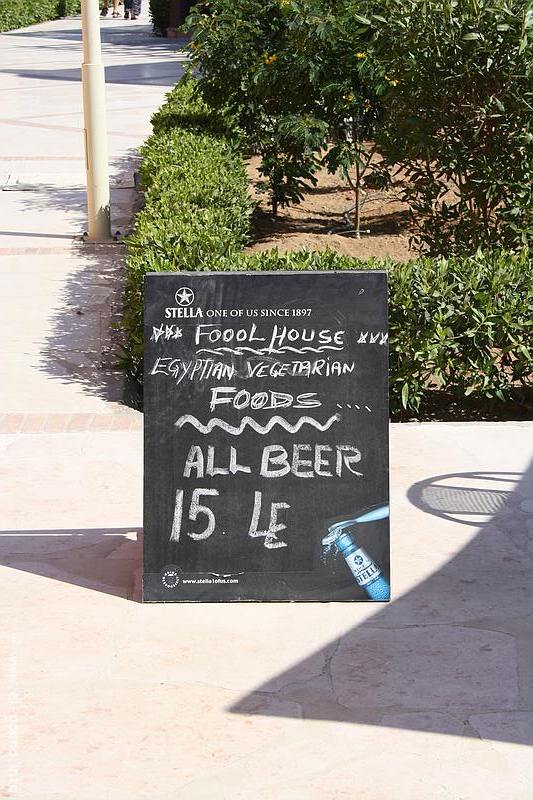 STELLA ONE OF US SINCE 1897
FOOOL HOUSE
EGYPTIAN VEGETARIAN
FOODS ....
ALL BEER
15 LE
STELLA
www.stella1ofus.com